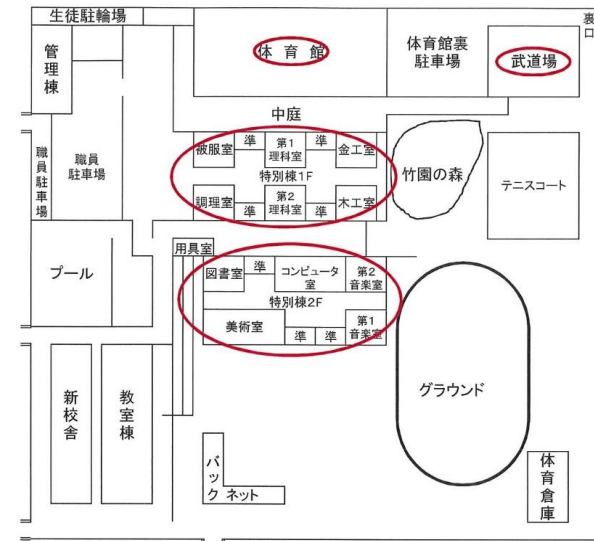 生徒駐輪場
裏口
管理棟
体 育 館
体育館裏
駐車場
武道場
中庭
職員駐車場
職員
駐車場
被服室
準
第1
理科室
準
金工室
特別棟1F
調理室
準
第2
理科室
準
木工室
竹園の森
テニスコート
プール
用具室
図書室
準
コンピュータ
室
第2
音楽室
特別棟2F
美術室
準
準
第1
音楽室
グラウンド
新校舎
教室棟
バック
ネット
体育倉庫